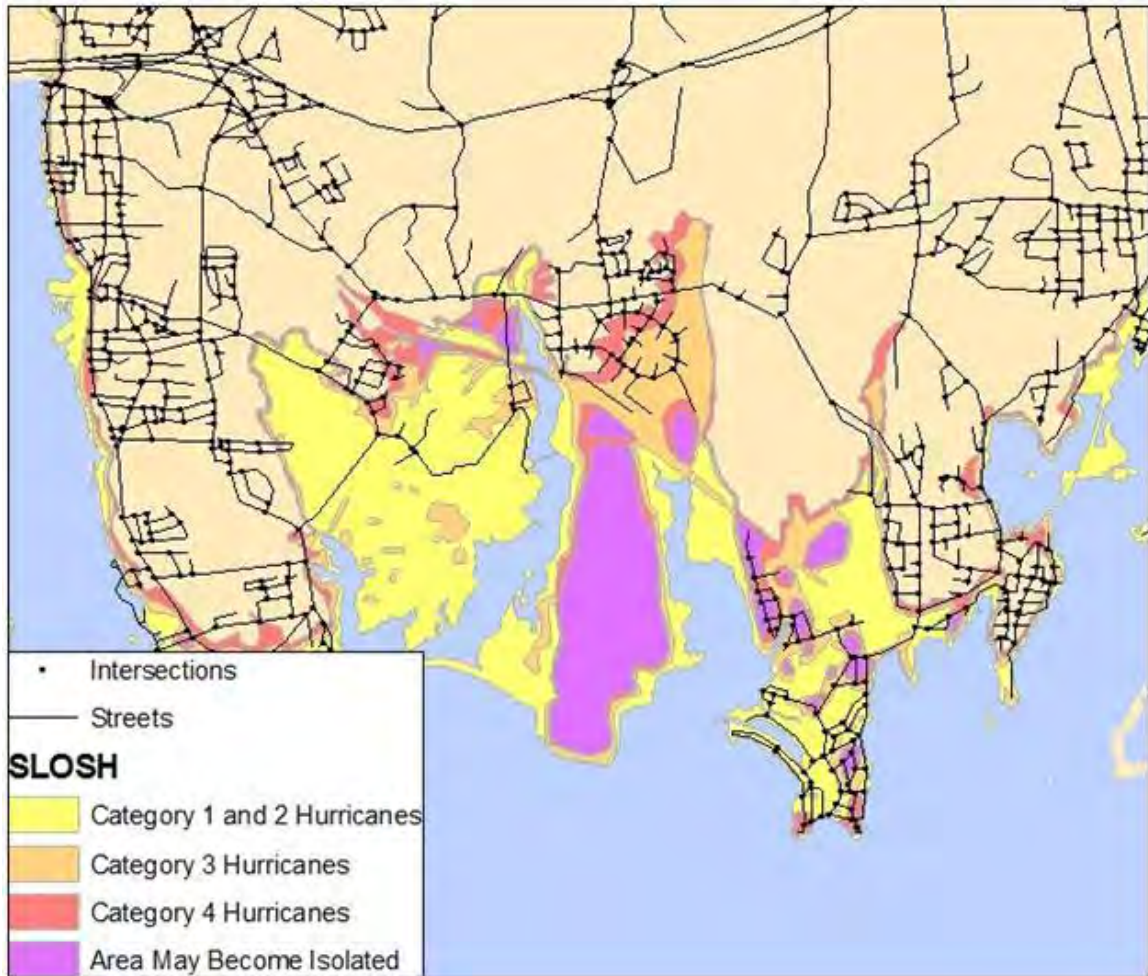 Intersections
Streets
SLOSH
Category 1 and 2 Hurricanes
Category 3 Hurricanes
Category 4 Hurricanes
Area May Become Isolated